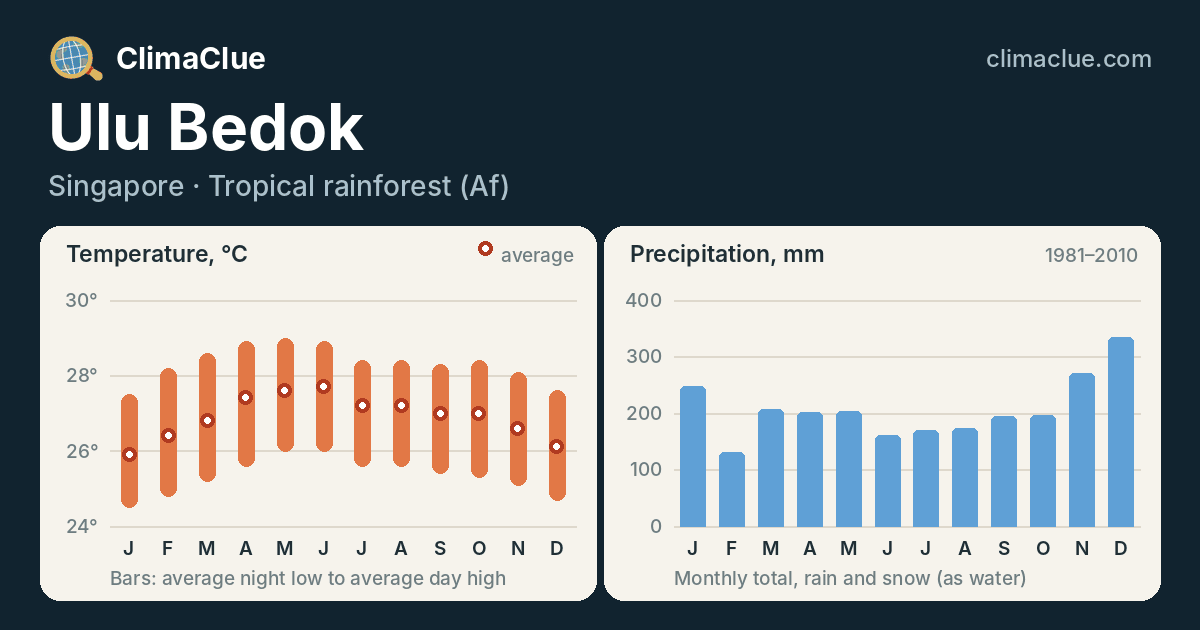 ClimaClue
climaclue.com
Ulu Bedok
Singapore · Tropical rainforest (Af)
Temperature, °C
average
30°
28°
26°
24°
J F M A M J J A S O N D
Bars: average night low to average day high
Precipitation, mm
1981–2010
400
300
200
100
0
J F M A M J J A S O N D
Monthly total, rain and snow (as water)